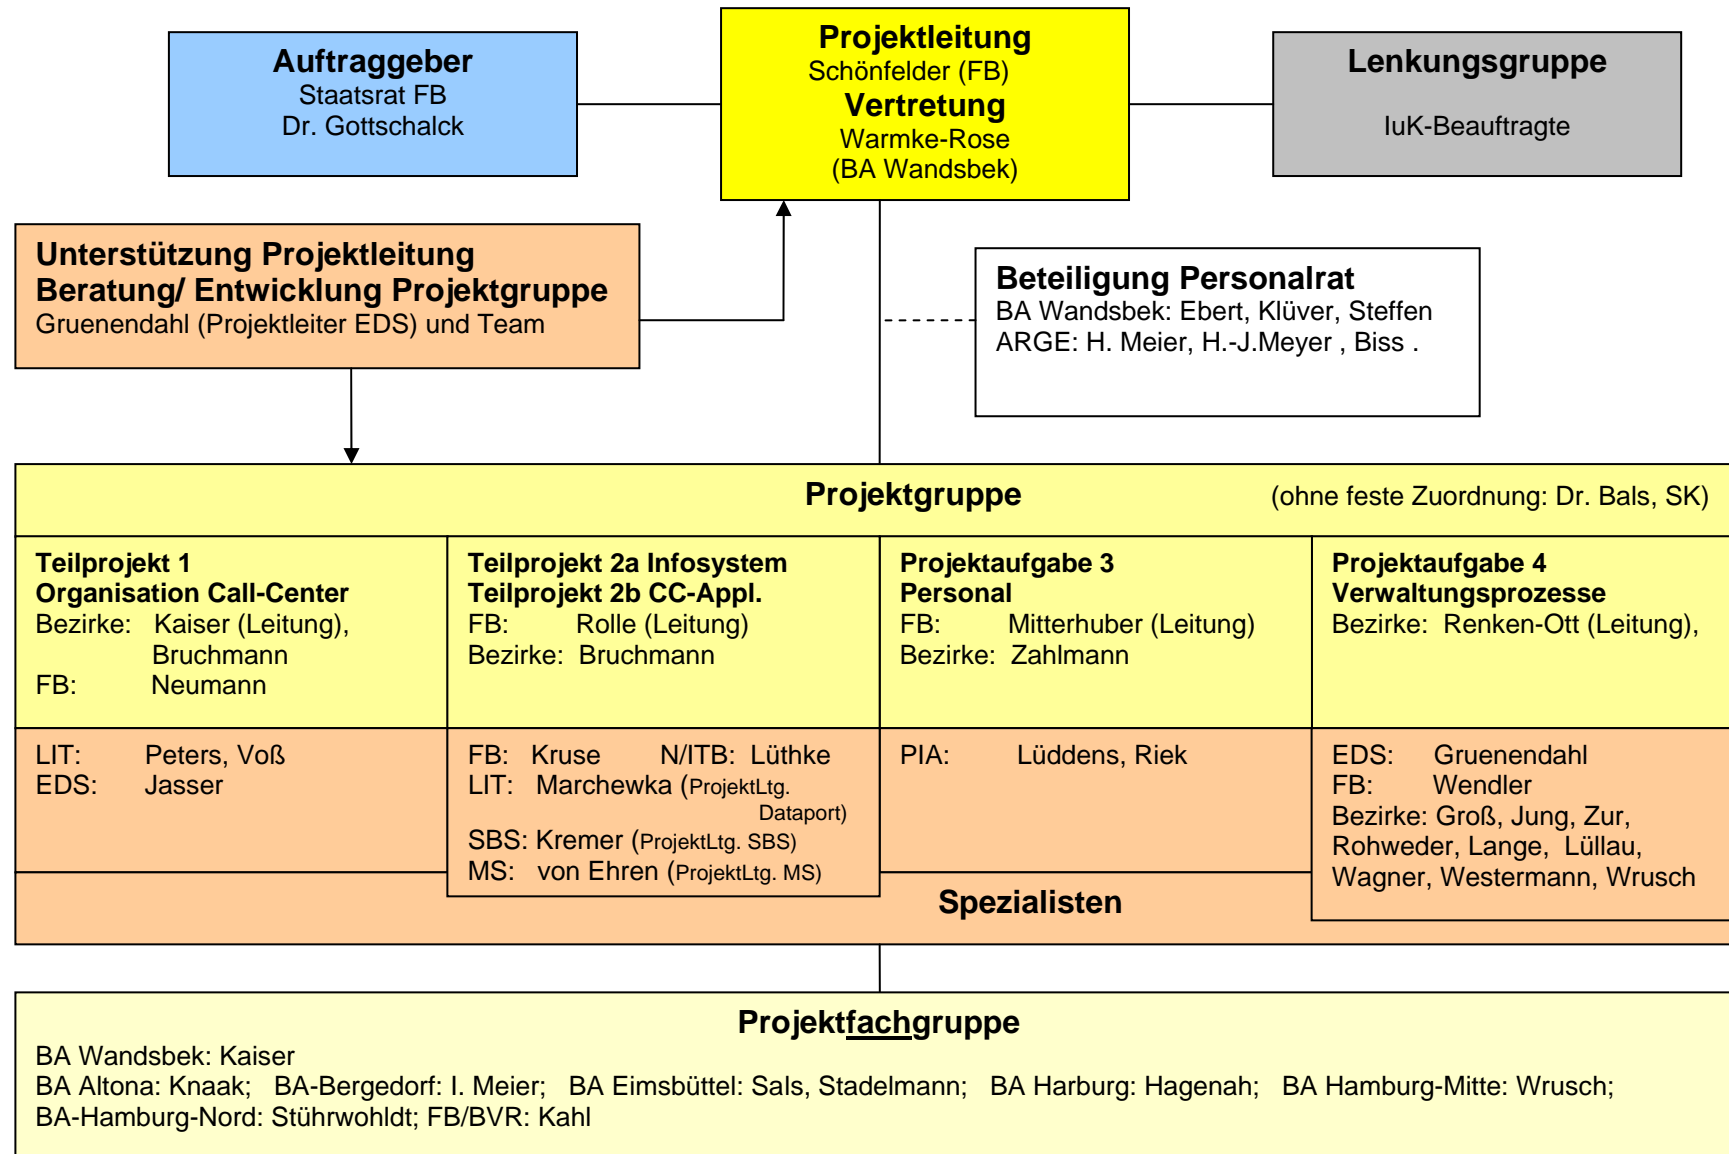 Auftraggeber
Staatsrat FB
Dr. Gottschalck
Projektleitung
Schönfelder (FB)
Vertretung
Warmke-Rose
(BA Wandsbek)
Lenkungsgruppe
IuK-Beauftragte
Unterstützung Projektleitung
Beratung/ Entwicklung Projektgruppe
Gruenendahl (Projektleiter EDS) und Team
Beteiligung Personalrat
BA Wandsbek: Ebert, Klüver, Steffen
ARGE: H. Meier, H.-J.Meyer , Biss .
Projektgruppe (ohne feste Zuordnung: Dr. Bals, SK)
Teilprojekt 1
Organisation Call-Center
Bezirke: Kaiser (Leitung),
Bruchmann
FB: Neumann
Teilprojekt 2a Infosystem
Teilprojekt 2b CC-Appl.
FB: Rolle (Leitung)
Bezirke: Bruchmann
Projektaufgabe 3
Personal
FB: Mitterhuber (Leitung)
Bezirke: Zahlmann
Projektaufgabe 4
Verwaltungsprozesse
Bezirke: Renken-Ott (Leitung),
LIT: Peters, Voß
EDS: Jasser
FB: Kruse N/ITB: Lüthke
LIT: Marchewka (ProjektLtg.
Dataport)
SBS: Kremer (ProjektLtg. SBS)
MS: von Ehren (ProjektLtg. MS)
PIA: Lüddens, Riek
EDS: Gruenendahl
FB: Wendler
Bezirke: Groß, Jung, Zur,
Rohweder, Lange, Lüllau,
Wagner, Westermann, Wrusch
Spezialisten
Projektfachgruppe
BA Wandsbek: Kaiser
BA Altona: Knaak; BA-Bergedorf: I. Meier; BA Eimsbüttel: Sals, Stadelmann; BA Harburg: Hagenah; BA Hamburg-Mitte: Wrusch;
BA-Hamburg-Nord: Stührwohldt; FB/BVR: Kahl